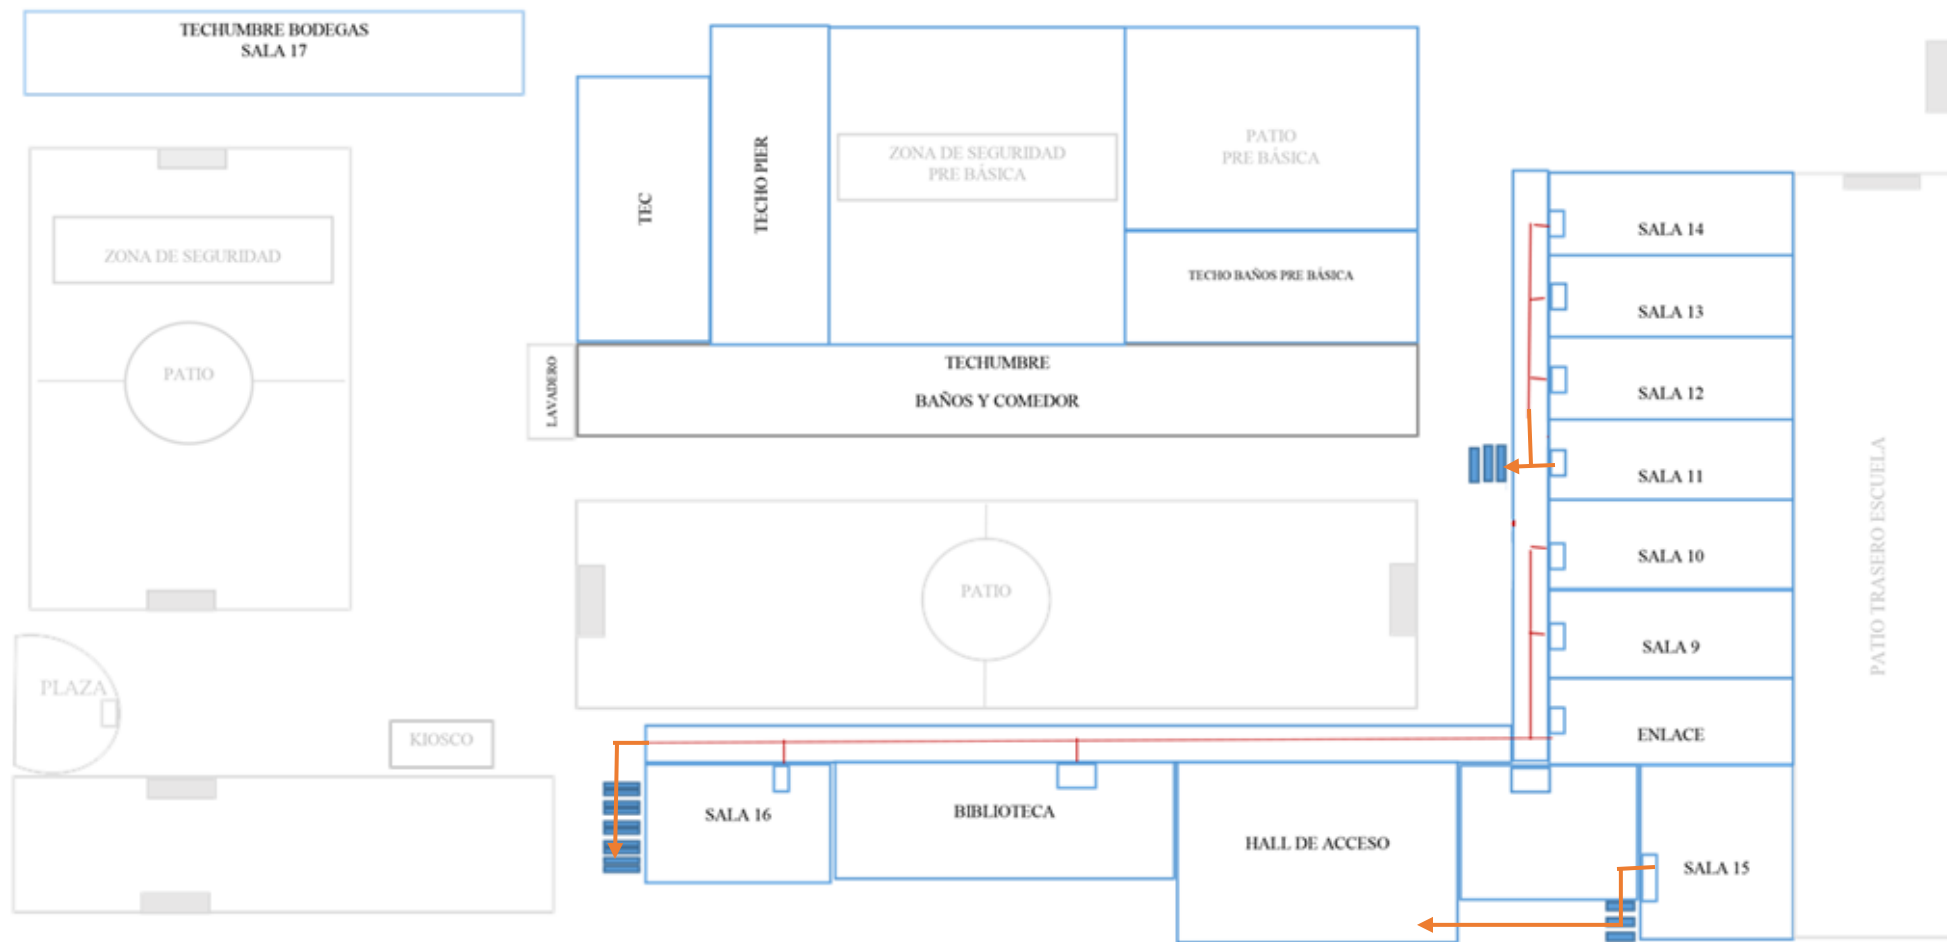 TECHUMBRE BODEGAS
SALA 17
TEC
TECHO PIER
ZONA DE SEGURIDAD
PRE BÁSICA
PATIO
PRE BÁSICA
TECHO BAÑOS PRE BÁSICA
ZONA DE SEGURIDAD
PATIO
LAVADERO
TECHUMBRE
BAÑOS Y COMEDOR
SALA 14
SALA 13
SALA 12
SALA 11
SALA 10
SALA 9
ENLACE
PATIO TRASERO ESCUELA
PATIO
PLAZA
KIOSCO
SALA 16
BIBLIOTECA
HALL DE ACCESO
SALA 15